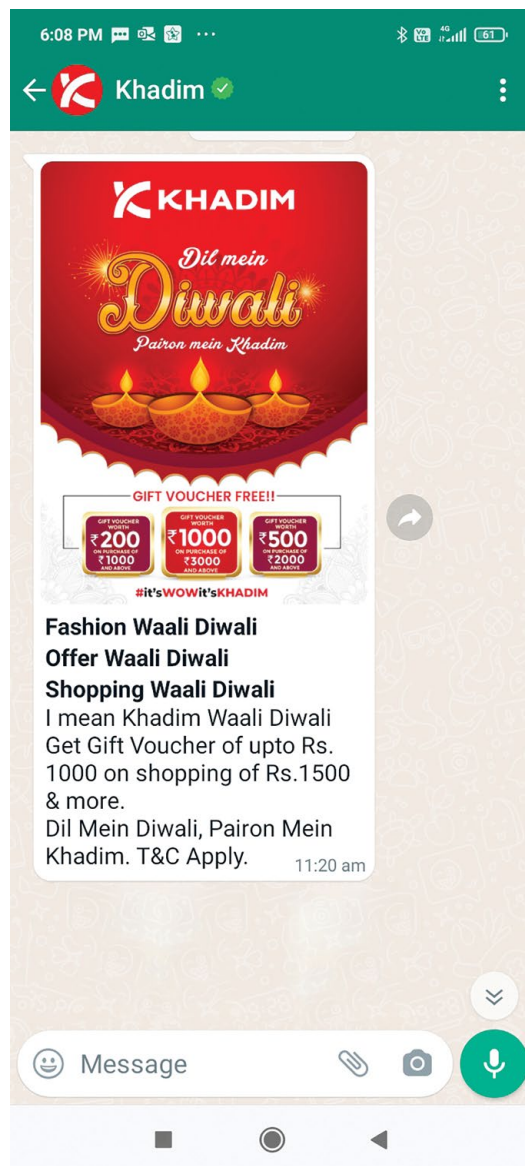 6:08 PM ...
4G
Vo LTE
61
Khadim
KHADIM
Dil mein
Diwali
Pairon mein Khadim
GIFT VOUCHER FREE!!
GIFT VOUCHER WORTH
₹200
ON PURCHASE OF
₹1000
AND ABOVE
GIFT VOUCHER WORTH
₹1000
ON PURCHASE OF
₹3000
AND ABOVE
GIFT VOUCHER WORTH
₹500
ON PURCHASE OF
₹2000
AND ABOVE
#it'sWOWit'sKHADIM
Fashion Waali Diwali
Offer Waali Diwali
Shopping Waali Diwali
I mean Khadim Waali Diwali
Get Gift Voucher of upto Rs.
1000 on shopping of Rs.1500
& more.
Dil Mein Diwali, Pairon Mein
Khadim. T&C Apply.
11:20 am
Message